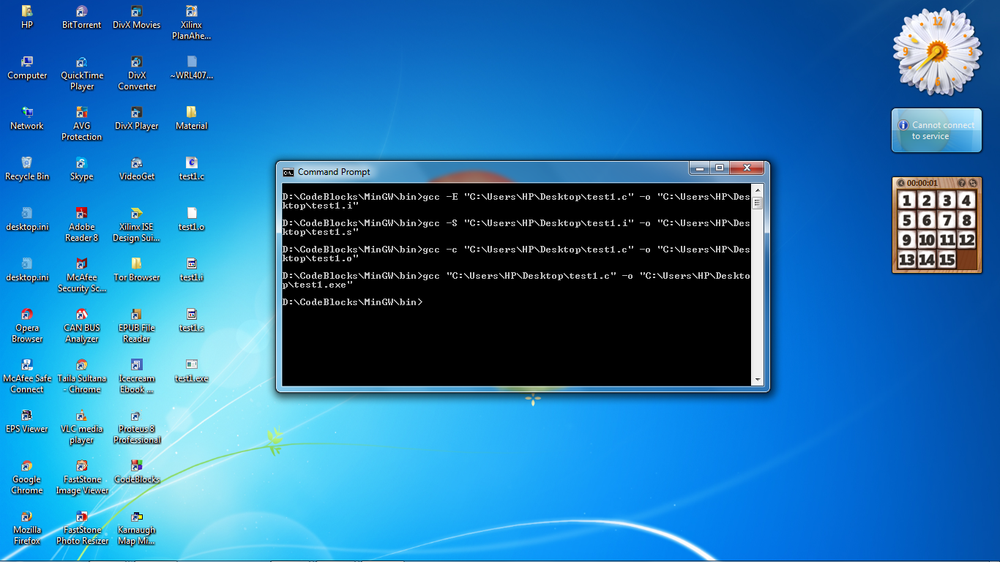 HP
BitTorrent
DivX Movies
Xilinx
PlanAhe...
Computer
QuickTime
Player
DivX
Converter
~WRL407...
Network
AVG
Protection
DivX Player
Material
Recycle Bin
Skype
VideoGet
test1.c
desktop.ini
Adobe
Reader 8
Xilinx ISE
Design Sui...
test1.o
desktop.ini
McAfee
Security Sc...
Tor Browser
test1.i
Opera
Browser
CAN BUS
Analyzer
EPUB File
Reader
test1.s
McAfee Safe
Connect
Taila Sultana
- Chrome
Icecream
Ebook ...
test1.exe
EPS Viewer
VLC media
player
Proteus 8
Professional
Google
Chrome
FastStone
Image Viewer
CodeBlocks
Mozilla
Firefox
FastStone
Photo Resizer
Karnaugh
Map Mi...
Command Prompt
D:\CodeBlocks\MinGW\bin>gcc -E "C:\Users\HP\Desktop\test1.c" -o "C:\Users\HP\Des
ktop\test1.i"
D:\CodeBlocks\MinGW\bin>gcc -S "C:\Users\HP\Desktop\test1.i" -o "C:\Users\HP\Des
ktop\test1.s"
D:\CodeBlocks\MinGW\bin>gcc -c "C:\Users\HP\Desktop\test1.c" -o "C:\Users\HP\Des
ktop\test1.o"
D:\CodeBlocks\MinGW\bin>gcc "C:\Users\HP\Desktop\test1.c" -o "C:\Users\HP\Deskto
p\test1.exe"
D:\CodeBlocks\MinGW\bin>
12
9 3
6
Cannot connect
to service
00:00:01 ?
1 2 3 4
5 6 7 8
9 10 11 12
13 14 15